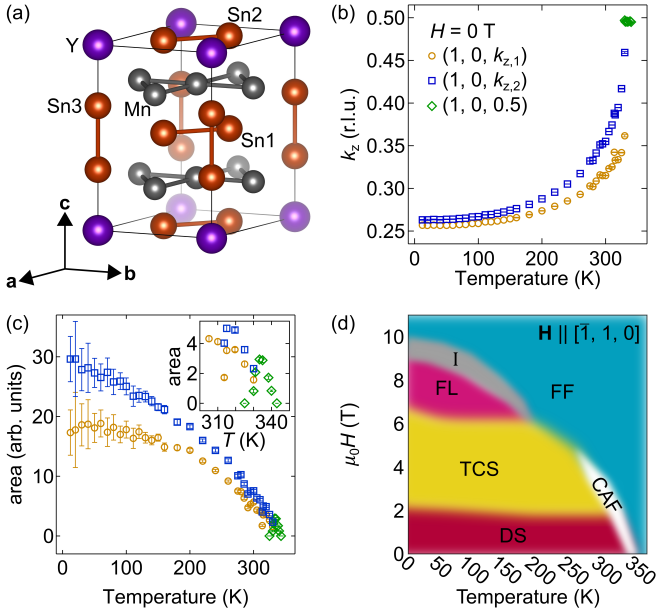 (a)
Sn2
Y
Mn
Sn3
Sn1
c
a
b
(b)
H = 0 T
(1, 0, k_z,1)
(1, 0, k_z,2)
(1, 0, 0.5)
k_z (r.l.u.)
0.50
0.45
0.40
0.35
0.30
0.25
0 100 200 300
Temperature (K)
(c)
area (arb. units)
30
20
10
0
0 100 200 300
Temperature (K)
area
4
2
0
310 340
T (K)
(d)
H || [1̅, 1, 0]
μ₀H (T)
10
8
6
4
2
0
I
FL
FF
TCS
CAF
DS
0 50 100 150 200 250 300 350
Temperature (K)